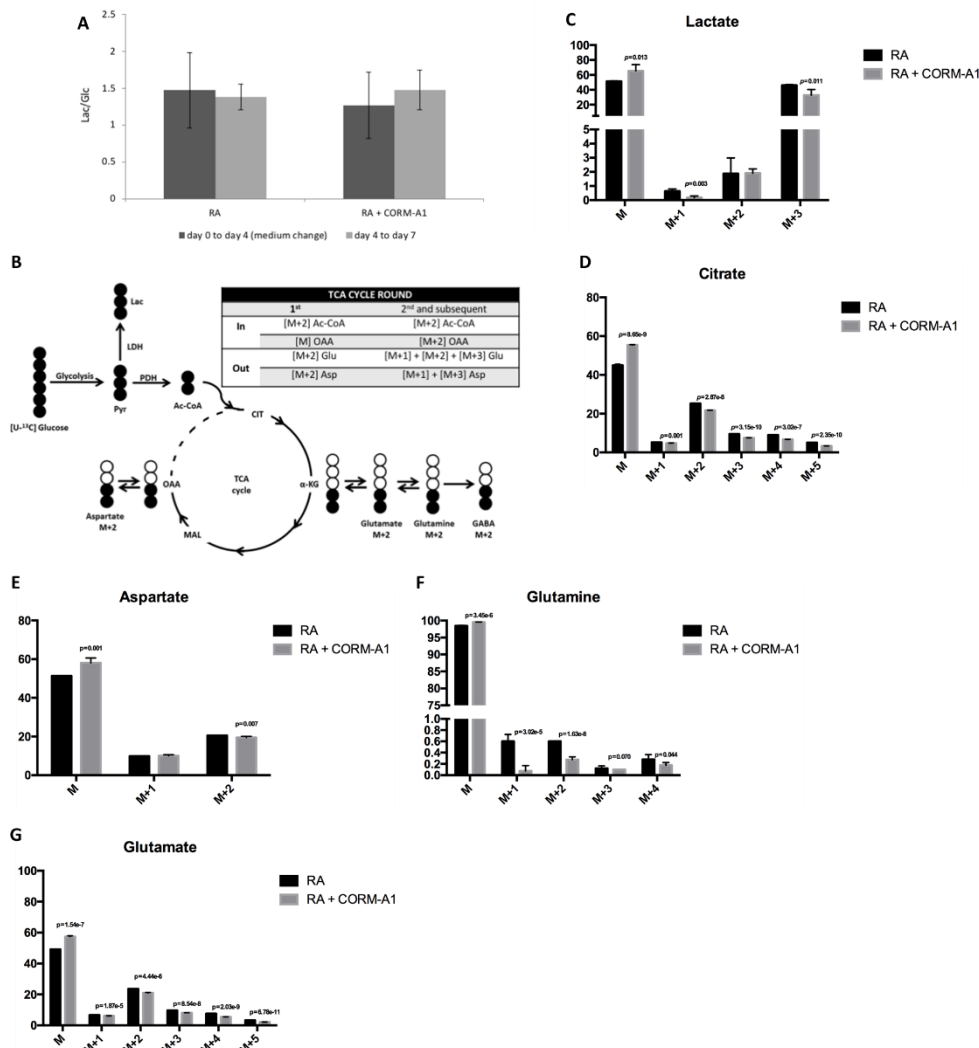 A
2.5
2
1.5
1
0.5
0
Lac/Glc
RA
RA + CORM-A1
day 0 to day 4 (medium change)
day 4 to day 7
B
Lac
LDH
Glycolysis
PDH
Pyr
Ac-CoA
[U-¹³C] Glucose
TCA CYCLE ROUND
1st
2nd and subsequent
In
[M+2] Ac-CoA
[M+2] Ac-CoA
[M] OAA
[M+2] OAA
Out
[M+2] Glu
[M+1] + [M+2] + [M+3] Glu
[M+2] Asp
[M+1] + [M+3] Asp
CIT
OAA
TCA
cycle
α-KG
MAL
Aspartate
M+2
Glutamate
M+2
Glutamine
M+2
GABA
M+2
C
Lactate
100
80
60
40
20
6
5
4
3
2
1
0
p=0.013
p=0.003
p=0.011
M
M+1
M+2
M+3
RA
RA + CORM-A1
D
Citrate
80
60
40
20
0
p=8.65e-9
p=0.001
p=2.87e-6
p=3.15e-10
p=3.02e-7
p=2.35e-10
M
M+1
M+2
M+3
M+4
M+5
RA
RA + CORM-A1
E
Aspartate
80
60
40
20
0
p=0.001
p=0.007
M
M+1
M+2
RA
RA + CORM-A1
F
Glutamine
100
95
90
85
80
75
1.0
0.8
0.6
0.4
0.2
0.0
p=3.45e-6
p=3.02e-5
p=1.63e-8
p=0.070
p=0.044
M
M+1
M+2
M+3
M+4
RA
RA + CORM-A1
G
Glutamate
100
80
60
40
20
0
p=1.54e-7
p=1.87e-5
p=4.44e-6
p=8.54e-8
p=2.03e-9
p=6.78e-11
M
M+1
M+2
M+3
M+4
M+5
RA
RA + CORM-A1